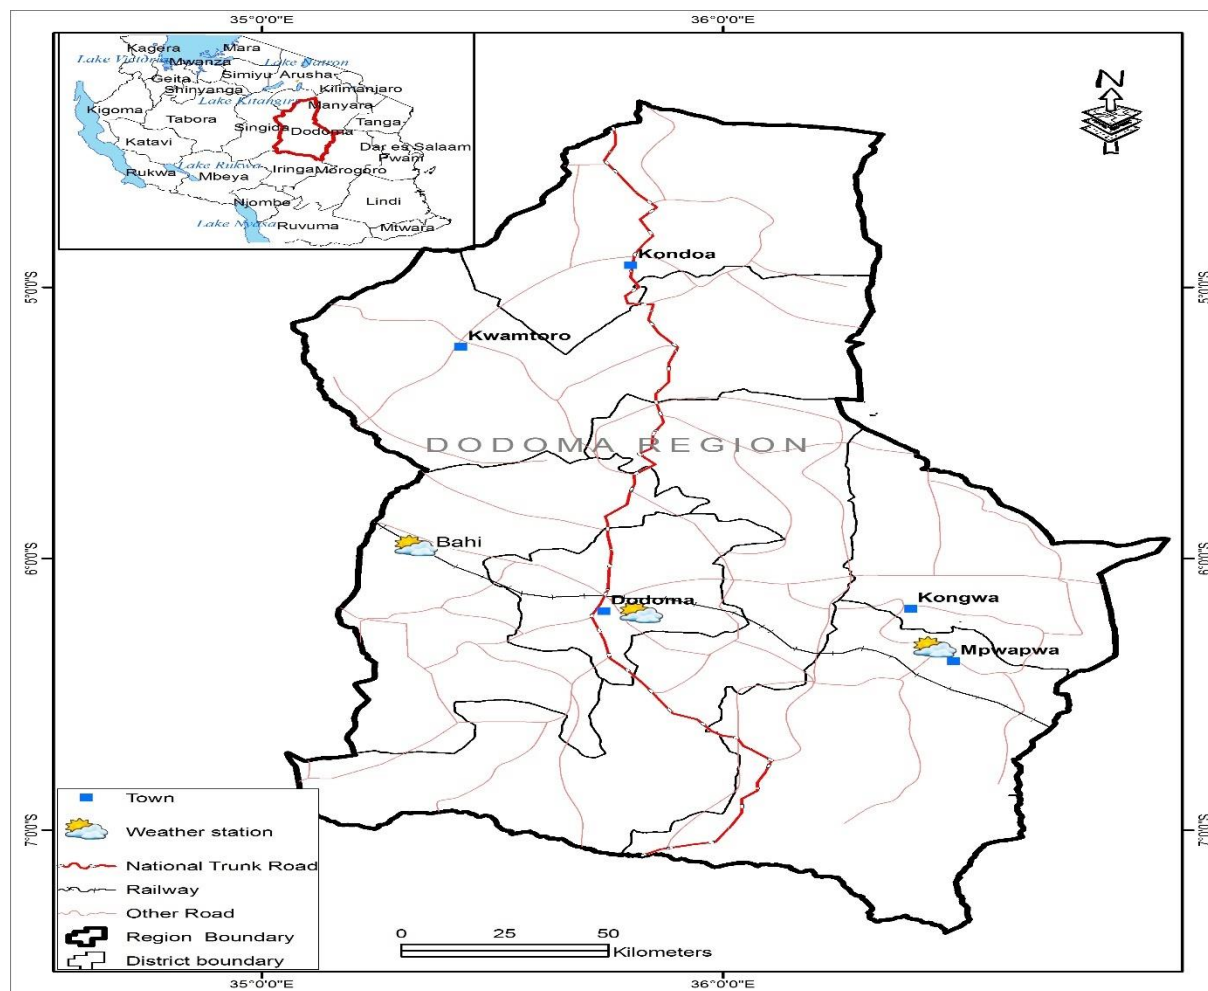 35°0'0"E 36°0'0"E
Kagera Mara
Lake Victoria Lake Natron
Mwanza
Simiyu Arusha
Geita
Shinyanga Kilimanjaro
Lake Kitangiri Manyara
Kigoma
Tabora Tanga
Singida Dodoma
Katavi Dar es Salaam
Pwani
Lake Rukwa Iringa Morogoro
Rukwa Mbeya
Njombe Lindi
Lake Nyasa Ruvuma Mtwara
N
Kondoa
5°0'0"S 5°0'0"S
Kwamtoro
DODOMA REGION
Bahi
6°0'0"S 6°0'0"S
Dodoma
Kongwa
Mpwapwa
Town
Weather station
7°0'0"S 7°0'0"S
National Trunk Road
Railway
Other Road
Region Boundary
District boundary
0 25 50
Kilometers
35°0'0"E 36°0'0"E